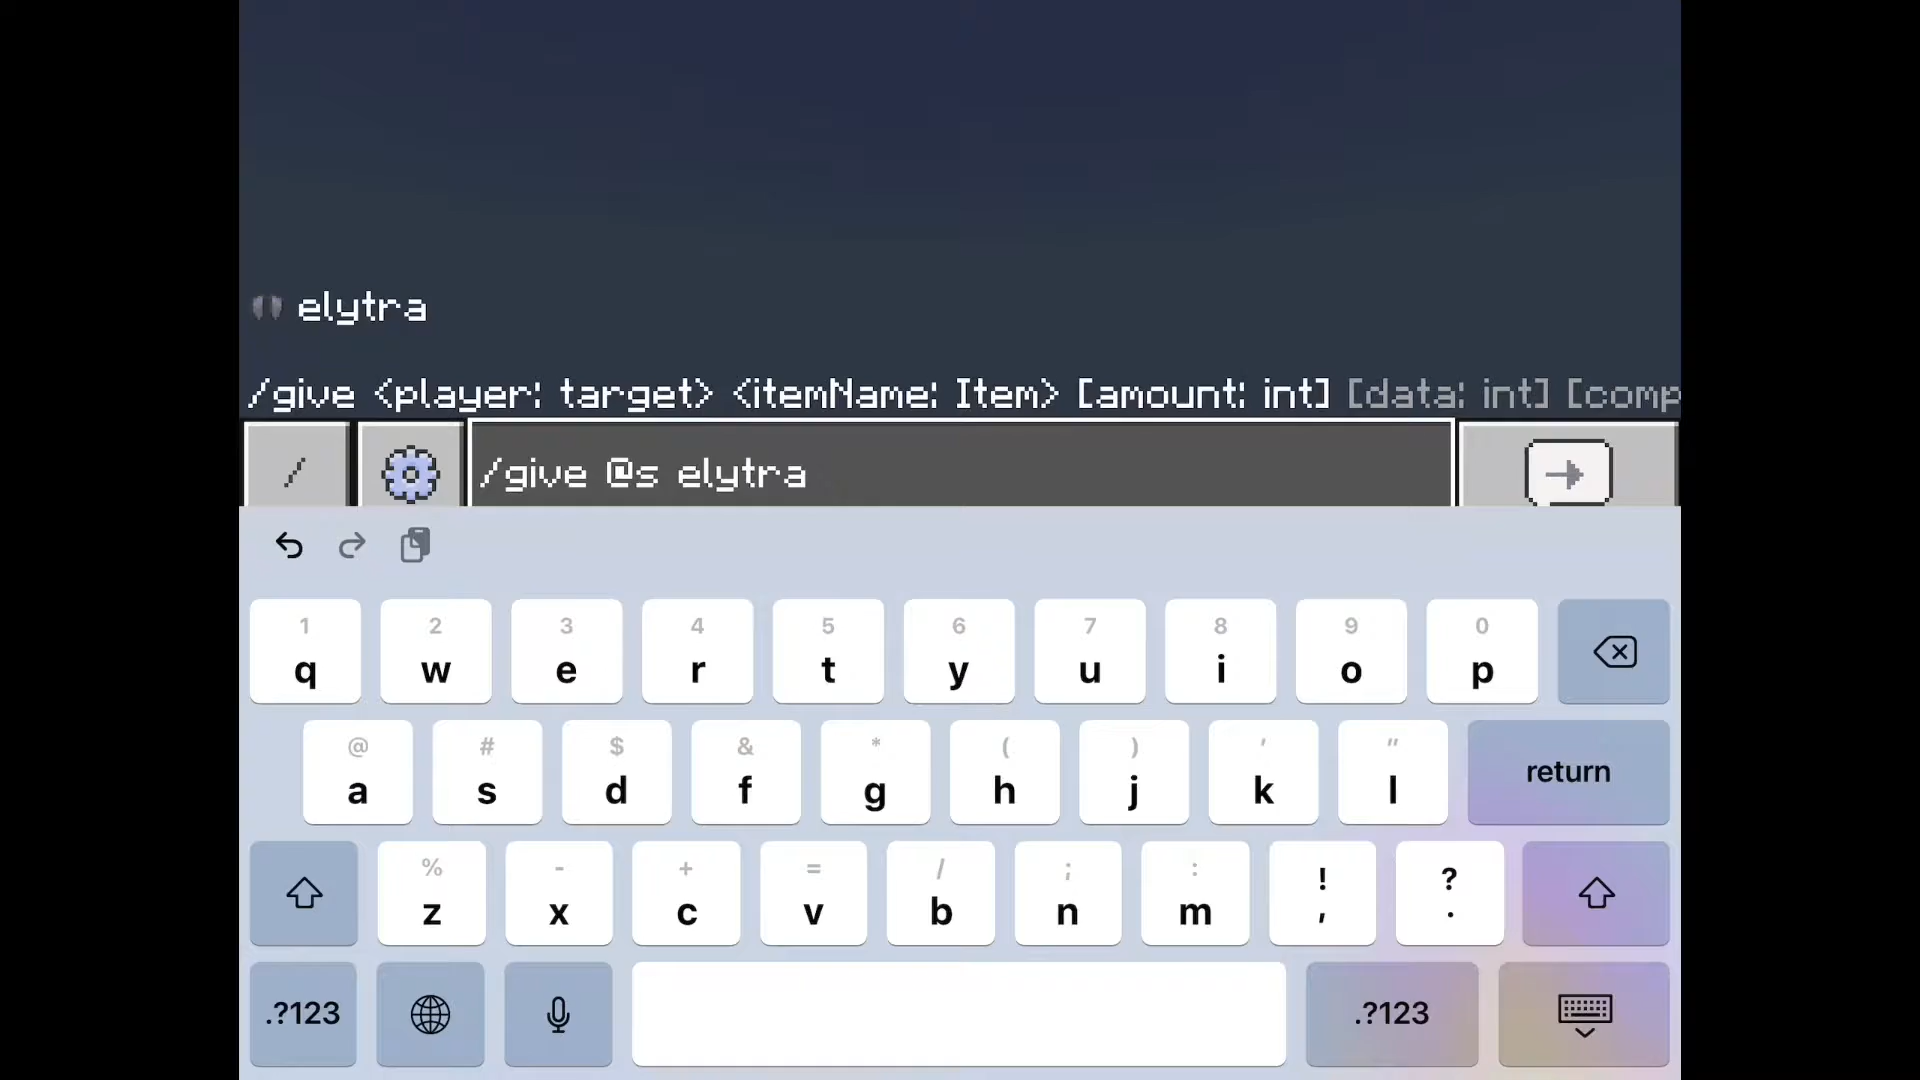 elytra
/give <player: target> <itemName: Item> [amount: int] [data: int] [comp
/ /give @s elytra
1 2 3 4 5 6 7 8 9 0
q w e r t y u i o p
@ # $ & * ( ) ' "
a s d f g h j k l return
% - + = / ; : ! ?
z x c v b n m , .
.?123 .?123